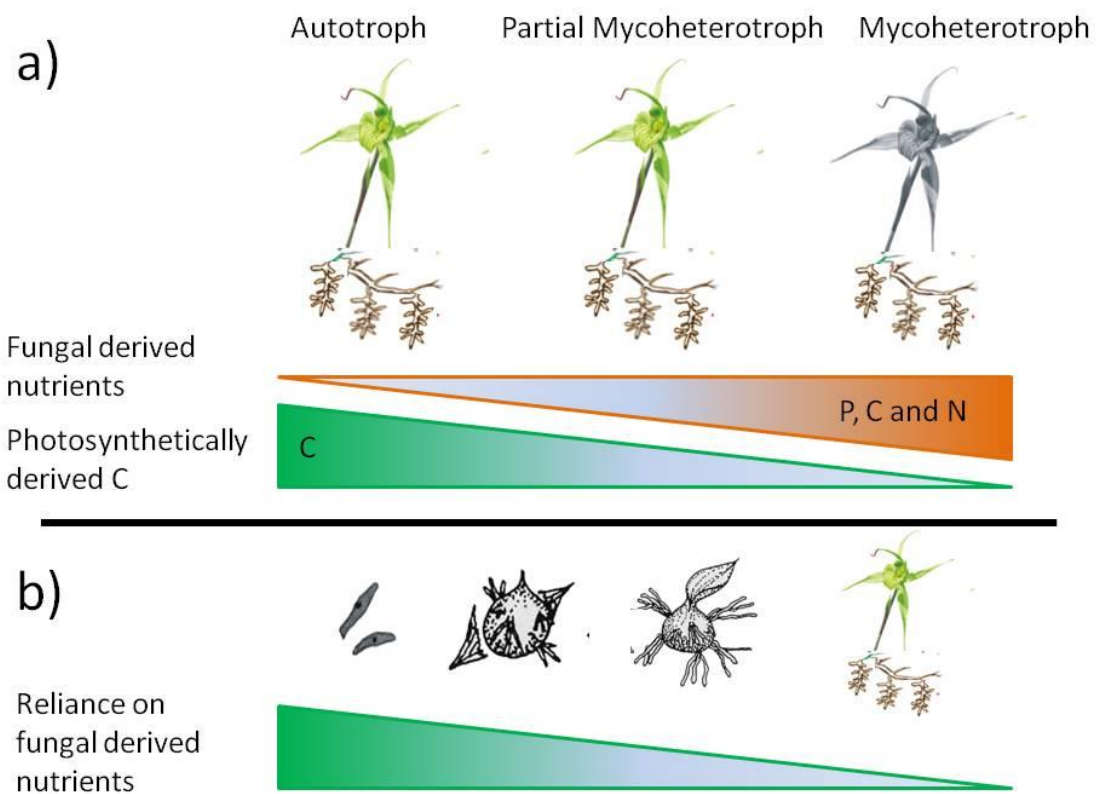 Autotroph Partial Mycoheterotroph Mycoheterotroph
a)
Fungal derived
nutrients
P, C and N
Photosynthetically
derived C
C
b)
Reliance on
fungal derived
nutrients